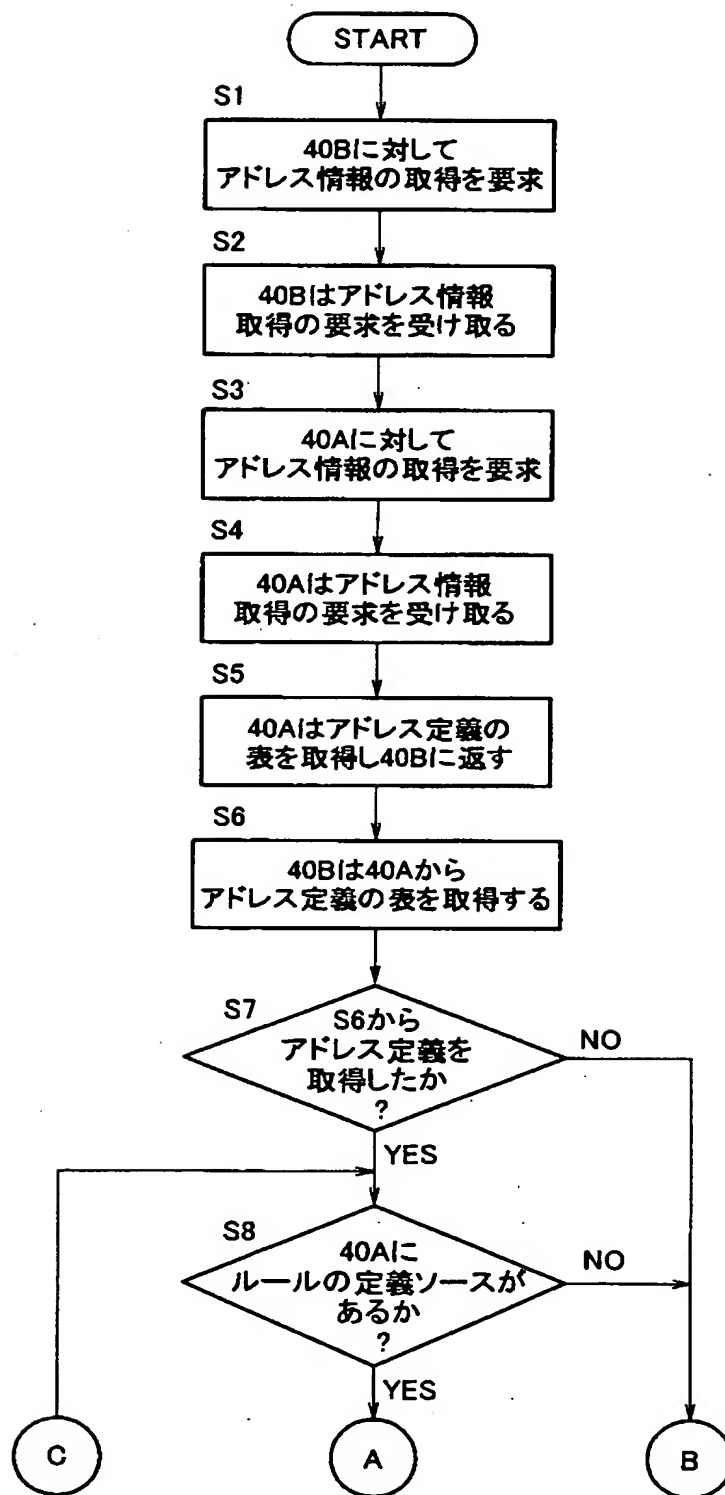 START
S1
40Bに対して
アドレス情報の取得を要求
S2
40Bはアドレス情報
取得の要求を受け取る
S3
40Aに対して
アドレス情報の取得を要求
S4
40Aはアドレス情報
取得の要求を受け取る
S5
40Aはアドレス定義の
表を取得し40Bに返す
S6
40Bは40Aから
アドレス定義の表を取得する
S7
S6から
アドレス定義を
取得したか
?
NO
YES
S8
40Aに
ルールの定義ソースが
あるか
?
NO
YES
C
A
B